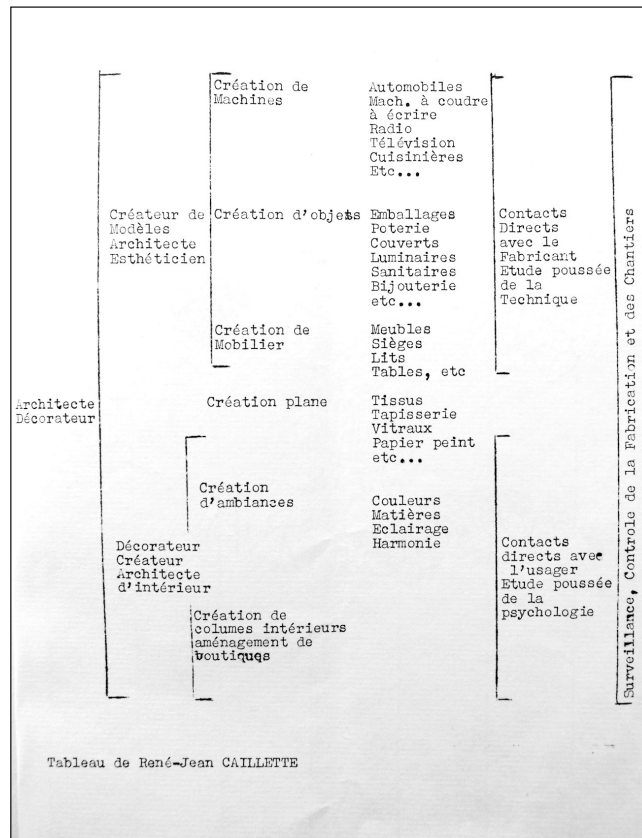 Création de
Machines
Automobiles
Mach. à coudre
à écrire
Radio
Télévision
Cuisinières
Etc...
Créateur de
Modèles
Architecte
Esthéticien
Création d'objets
Emballages
Poterie
Couverts
Luminaires
Sanitaires
Bijouterie
etc...
Contacts
Directs
avec le
Fabricant
Etude poussée
de la
Technique
Création de
Mobilier
Meubles
Sièges
Lits
Tables, etc
Architecte
Décorateur
Création plane
Tissus
Tapisserie
Vitraux
Papier peint
etc...
Création
d'ambiances
Couleurs
Matières
Eclairage
Harmonie
Décorateur
Créateur
Architecte
d'intérieur
Contacts
directs avec
l'usager
Etude poussée
de la
psychologie
Création de
columes intérieurs
aménagement de
boutiquqs
Surveillance, Controle de la Fabrication et des Chantiers
Tableau de René-Jean CAILLETTE